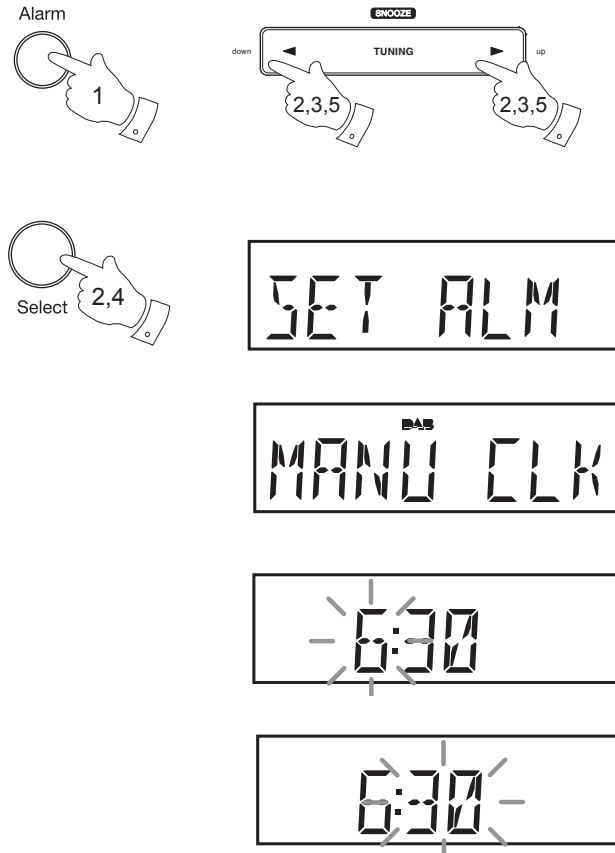 Alarm
SNOOZE
down ◄ TUNING ► up
1
2,3,5 2,3,5
Select 2,4
SET ALM
DAB
MANU CLK
6:30
6:30